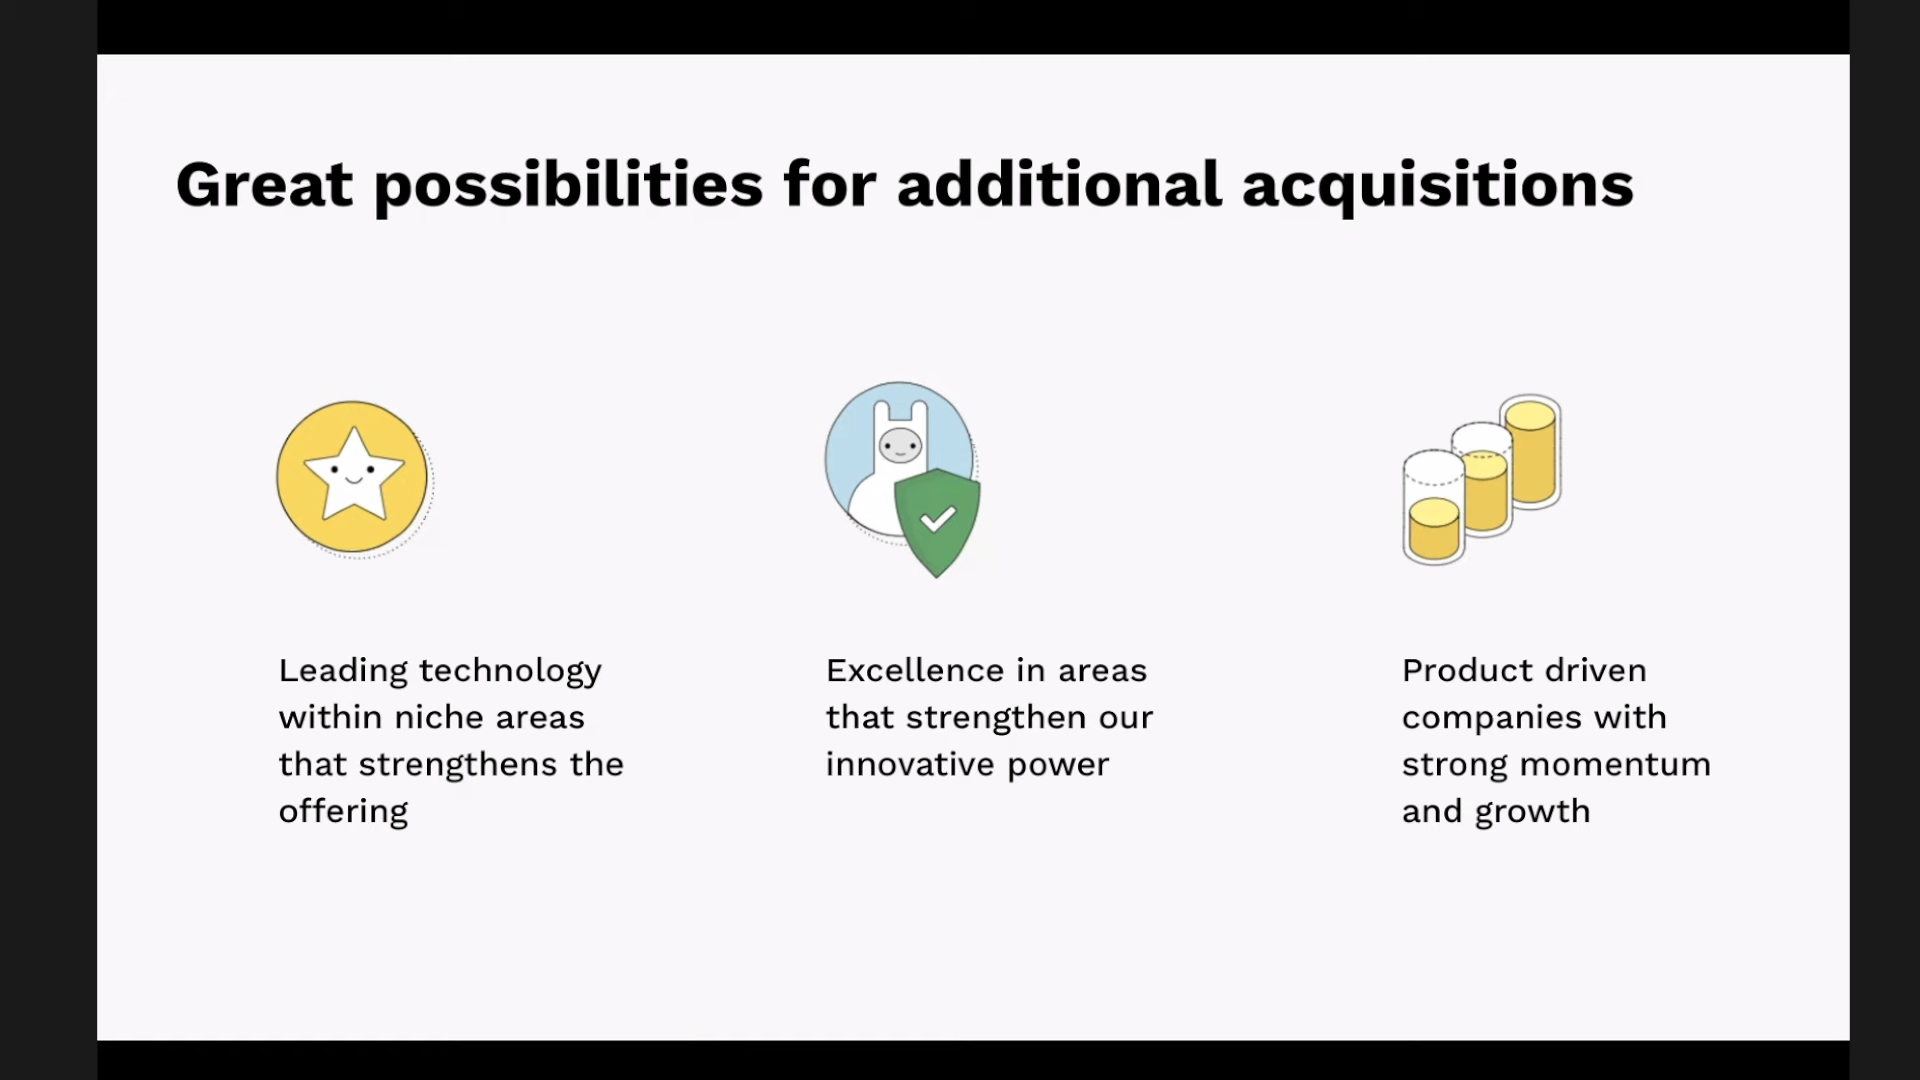 Great possibilities for additional acquisitions
Leading technology
within niche areas
that strengthens the
offering
Excellence in areas
that strengthen our
innovative power
Product driven
companies with
strong momentum
and growth